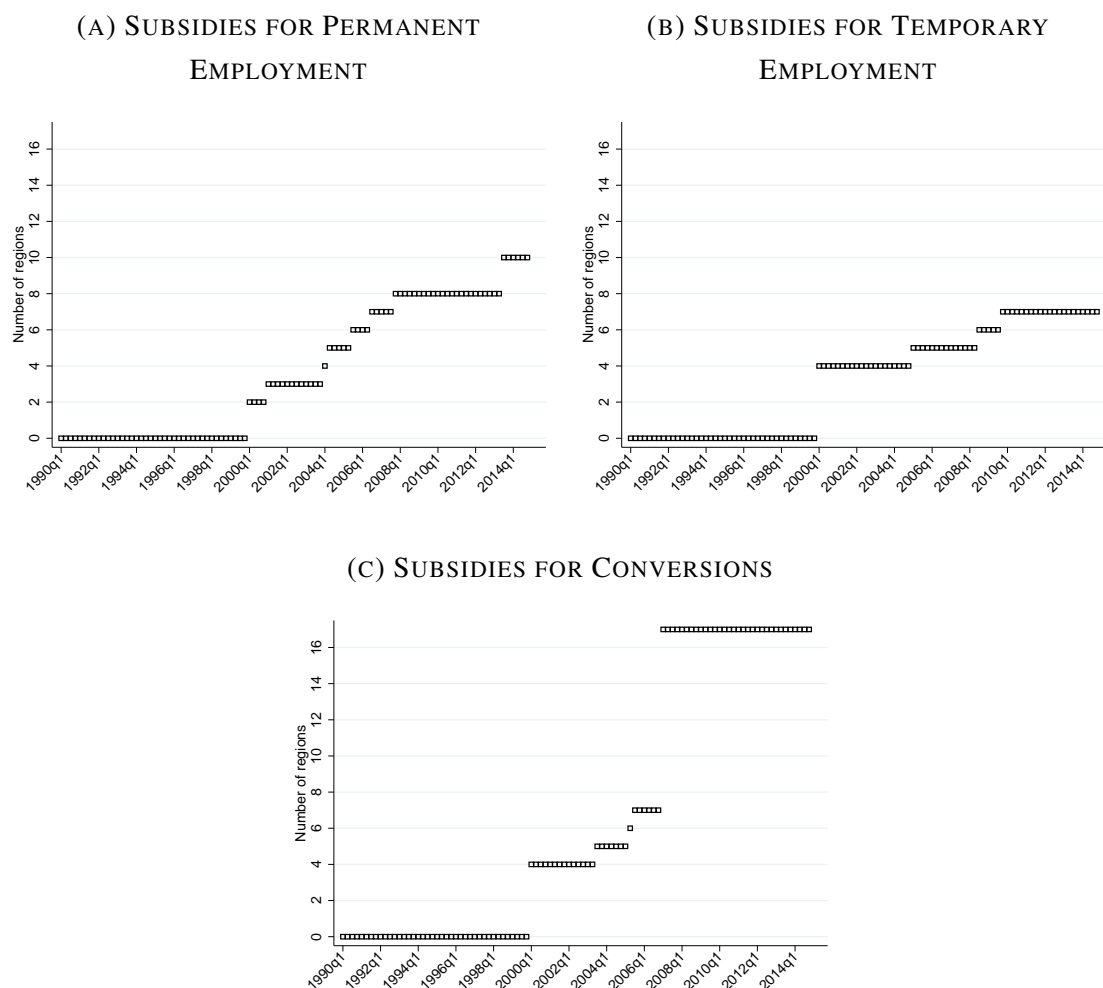 (A) SUBSIDIES FOR PERMANENT
EMPLOYMENT
Number of regions
16
14
12
10
8
6
4
2
0
1990q1
1992q1
1994q1
1996q1
1998q1
2000q1
2002q1
2004q1
2006q1
2008q1
2010q1
2012q1
2014q1
(B) SUBSIDIES FOR TEMPORARY
EMPLOYMENT
Number of regions
16
14
12
10
8
6
4
2
0
1990q1
1992q1
1994q1
1996q1
1998q1
2000q1
2002q1
2004q1
2006q1
2008q1
2010q1
2012q1
2014q1
(C) SUBSIDIES FOR CONVERSIONS
Number of regions
16
14
12
10
8
6
4
2
0
1990q1
1992q1
1994q1
1996q1
1998q1
2000q1
2002q1
2004q1
2006q1
2008q1
2010q1
2012q1
2014q1